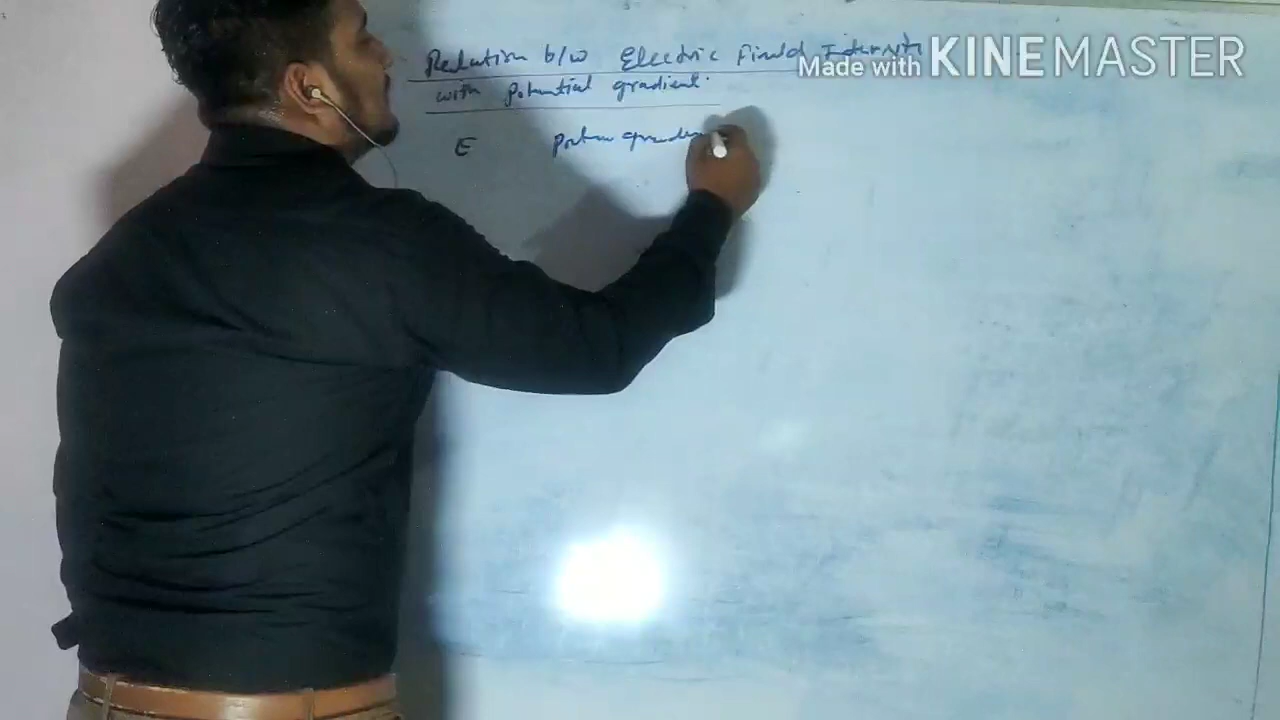 Relation b/w Electric Field Intensity
with potential gradient.
Made with KINEMASTER
E